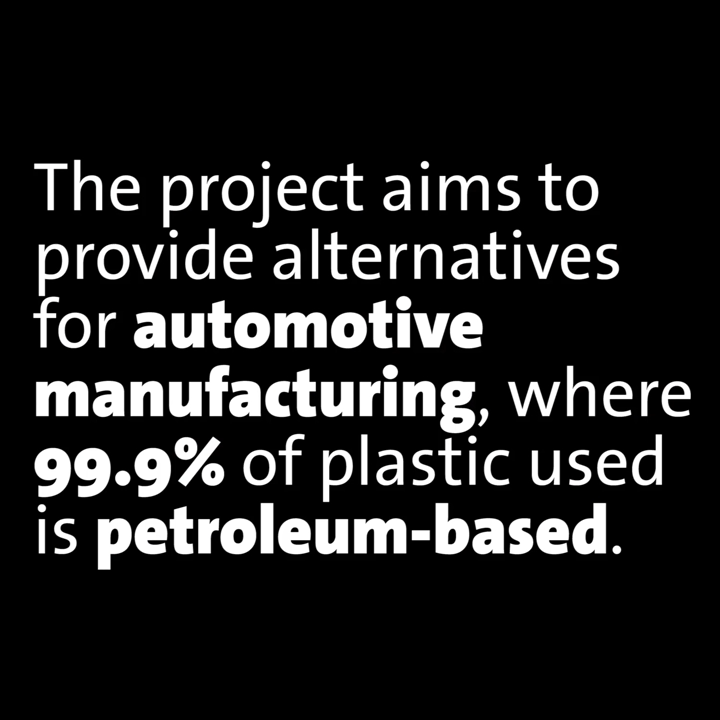 The project aims to
provide alternatives
for automotive
manufacturing, where
99.9% of plastic used
is petroleum-based.